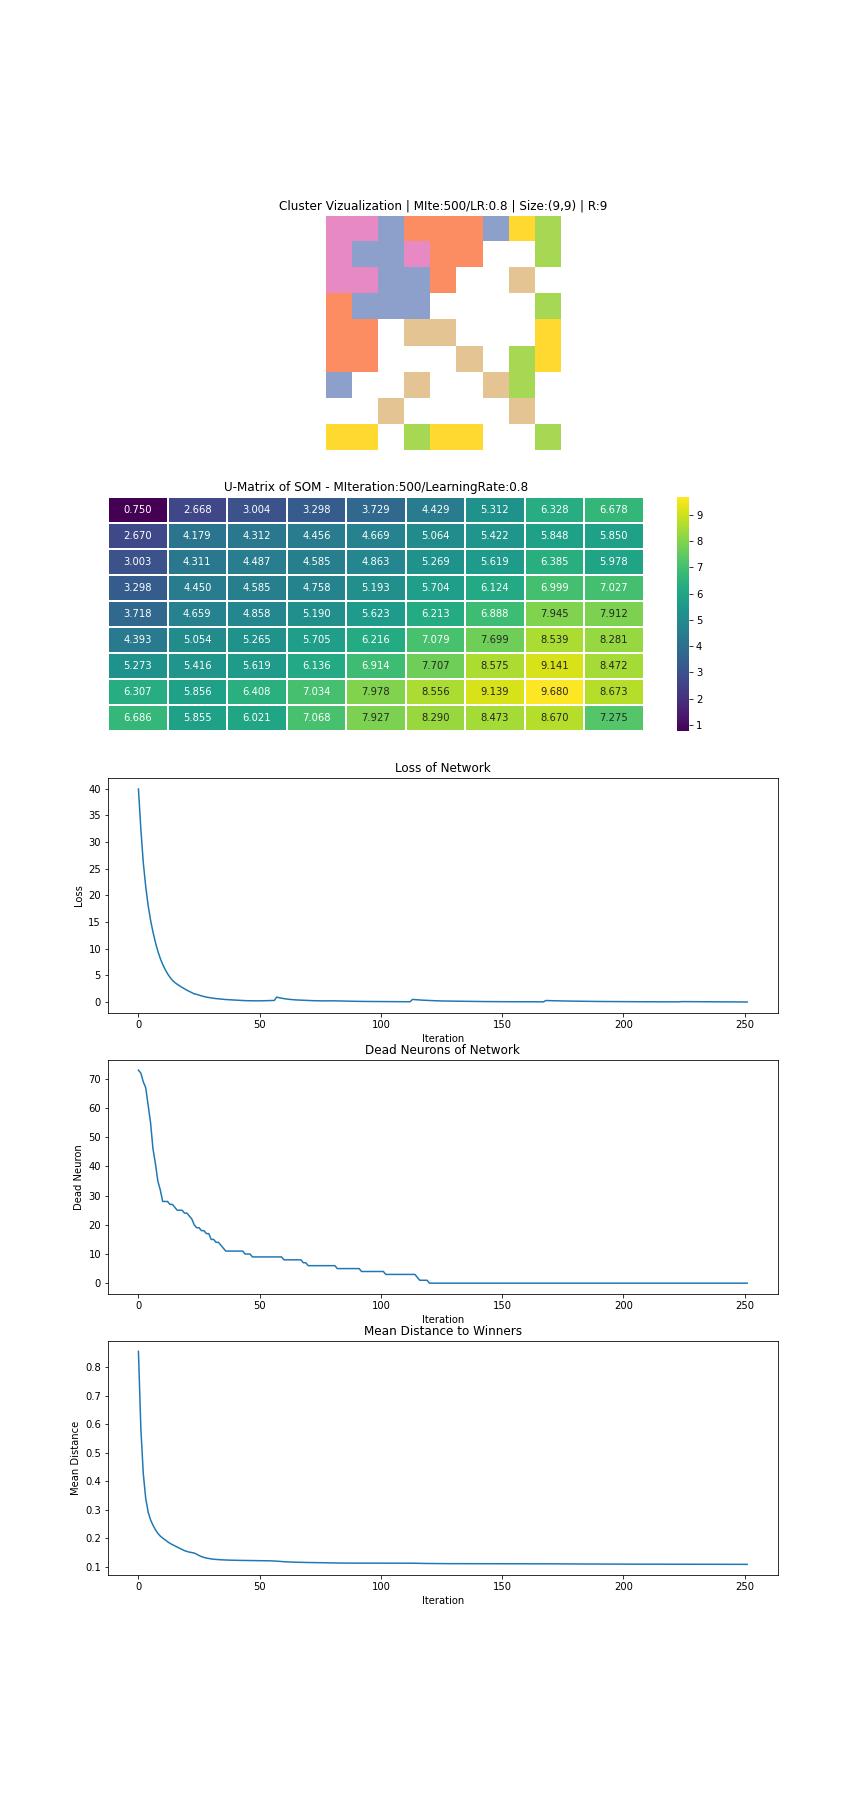 Cluster Vizualization | MIte:500/LR:0.8 | Size:(9,9) | R:9
U-Matrix of SOM - MIteration:500/LearningRate:0.8
0.750 2.668 3.004 3.298 3.729 4.429 5.312 6.328 6.678
2.670 4.179 4.312 4.456 4.669 5.064 5.422 5.848 5.850
3.003 4.311 4.487 4.585 4.863 5.269 5.619 6.385 5.978
3.298 4.450 4.585 4.758 5.193 5.704 6.124 6.999 7.027
3.718 4.659 4.858 5.190 5.623 6.213 6.888 7.945 7.912
4.393 5.054 5.265 5.705 6.216 7.079 7.699 8.539 8.281
5.273 5.416 5.619 6.136 6.914 7.707 8.575 9.141 8.472
6.307 5.856 6.408 7.034 7.978 8.556 9.139 9.680 8.673
6.686 5.855 6.021 7.068 7.927 8.290 8.473 8.670 7.275
9
8
7
6
5
4
3
2
1
Loss of Network
40
35
30
25
20
15
10
5
0
Loss
0 50 100 150 200 250
Iteration
Dead Neurons of Network
70
60
50
40
30
20
10
0
Dead Neuron
0 50 100 150 200 250
Iteration
Mean Distance to Winners
0.8
0.7
0.6
0.5
0.4
0.3
0.2
0.1
Mean Distance
0 50 100 150 200 250
Iteration